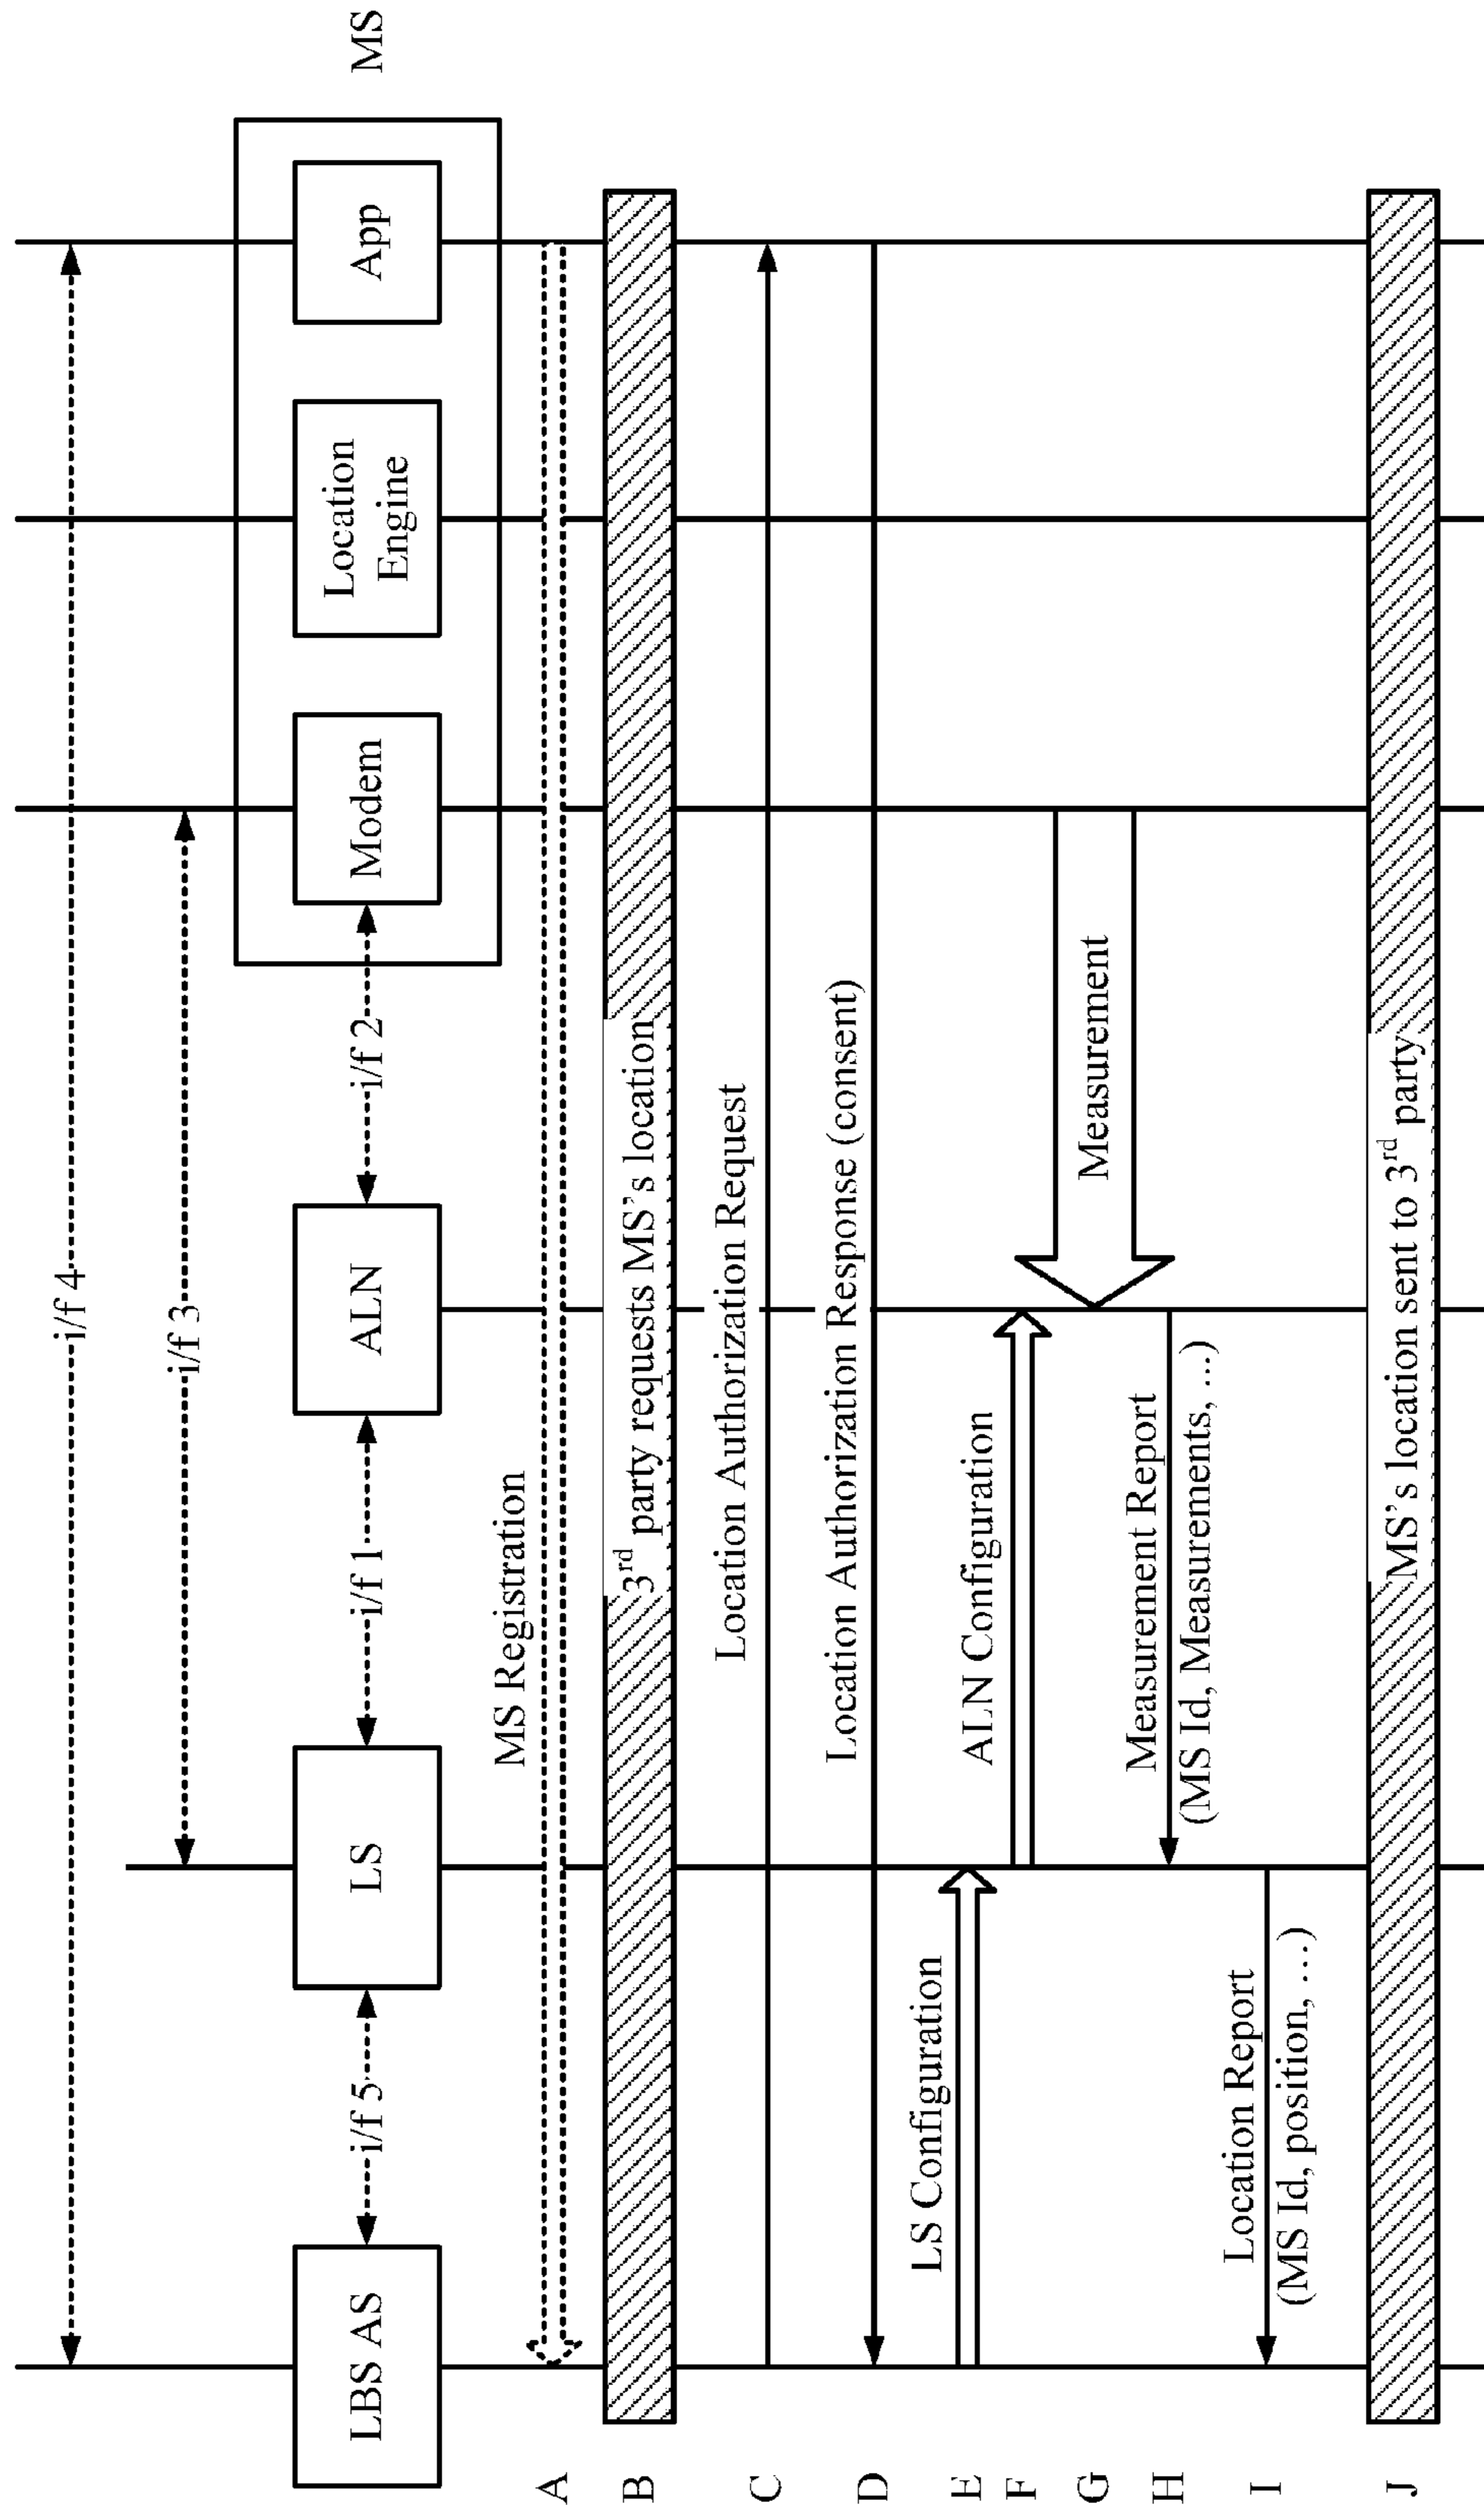 i/f 4
i/f 3
LBS AS
i/f 5
LS
i/f 1
ALN
i/f 2
Modem
Location
Engine
App
MS
A
MS Registration
B
3rd party requests MS's location
C
Location Authorization Request
D
Location Authorization Response (consent)
E
LS Configuration
F
ALN Configuration
G
Measurement
H
Measurement Report
(MS Id, Measurements, ...)
I
Location Report
(MS Id, position, ...)
J
MS's location sent to 3rd party